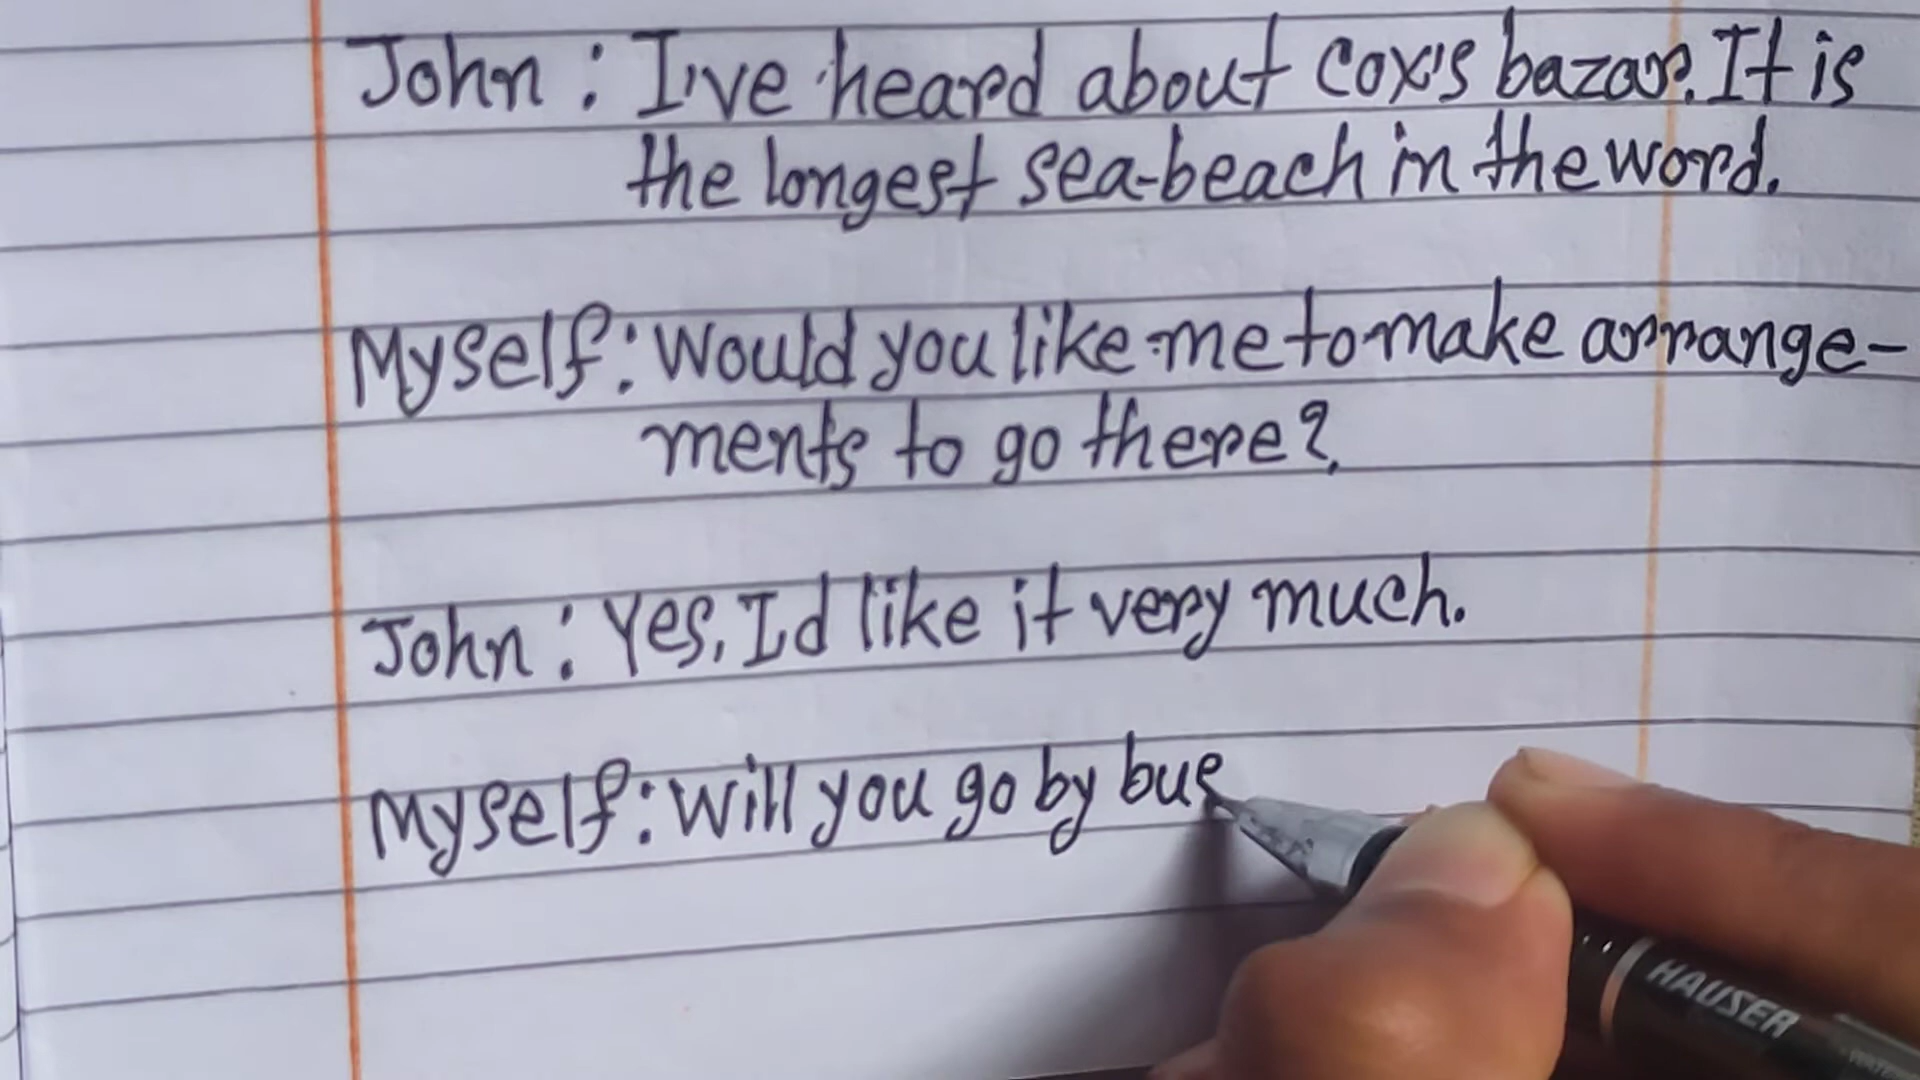 John : I've heard about cox's bazar. It is
the longest sea-beach in the word.
Myself: Would you like me to make arrange-
ments to go there?
John : Yes, I'd like it very much.
Myself: Will you go by bus
HAUSER